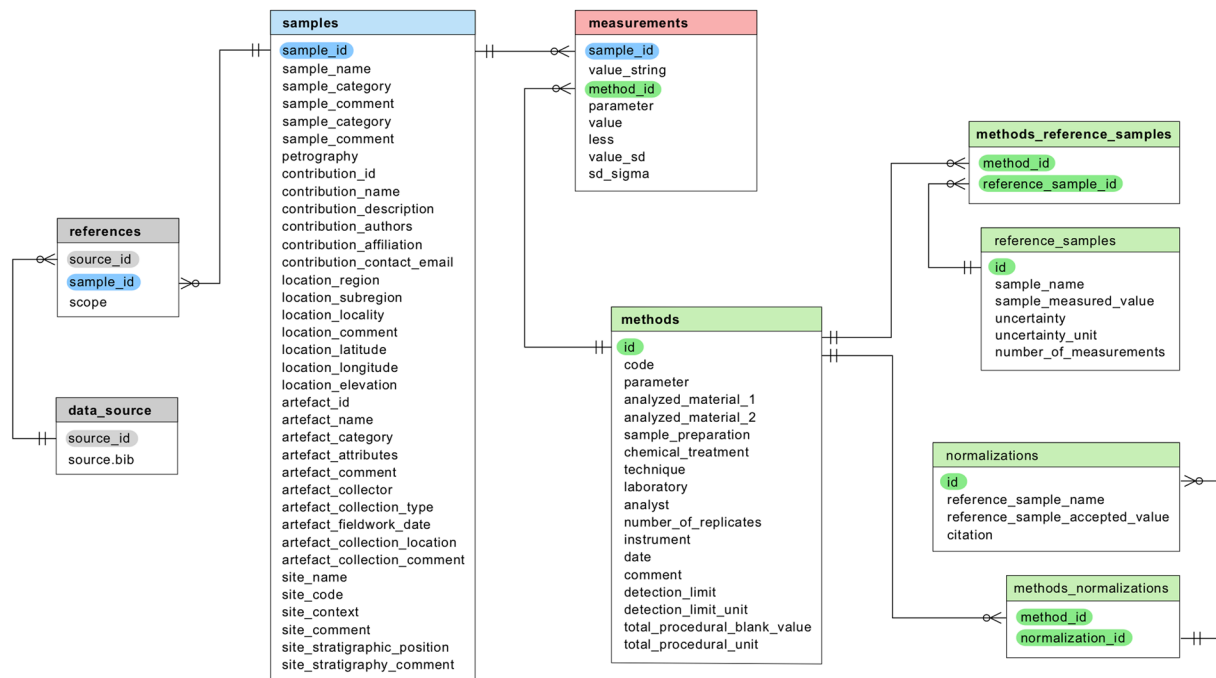 samples
sample_id
sample_name
sample_category
sample_comment
sample_category
sample_comment
petrography
contribution_id
contribution_name
contribution_description
contribution_authors
contribution_affiliation
contribution_contact_email
location_region
location_subregion
location_locality
location_comment
location_latitude
location_longitude
location_elevation
artefact_id
artefact_name
artefact_category
artefact_attributes
artefact_comment
artefact_collector
artefact_collection_type
artefact_fieldwork_date
artefact_collection_location
artefact_collection_comment
site_name
site_code
site_context
site_comment
site_stratigraphic_position
site_stratigraphy_comment
measurements
sample_id
value_string
method_id
parameter
value
less
value_sd
sd_sigma
references
source_id
sample_id
scope
data_source
source_id
source.bib
methods
id
code
parameter
analyzed_material_1
analyzed_material_2
sample_preparation
chemical_treatment
technique
laboratory
analyst
number_of_replicates
instrument
date
comment
detection_limit
detection_limit_unit
total_procedural_blank_value
total_procedural_unit
methods_reference_samples
method_id
reference_sample_id
reference_samples
id
sample_name
sample_measured_value
uncertainty
uncertainty_unit
number_of_measurements
normalizations
id
reference_sample_name
reference_sample_accepted_value
citation
methods_normalizations
method_id
normalization_id